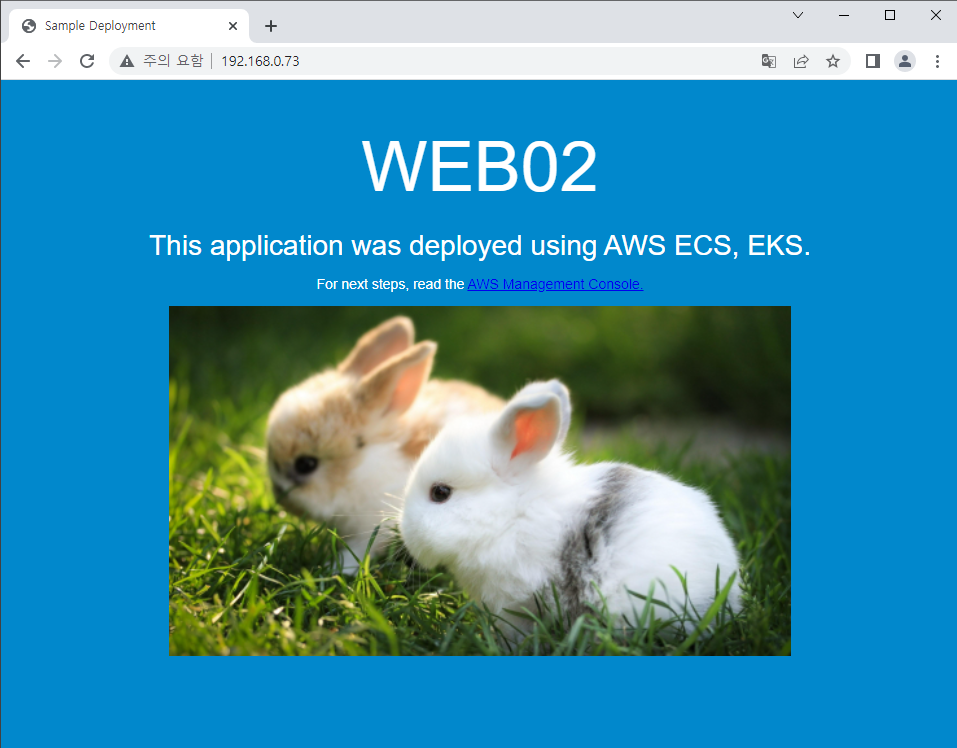 Sample Deployment
주의 요함 192.168.0.73
WEB02
This application was deployed using AWS ECS, EKS.
For next steps, read the AWS Management Console.